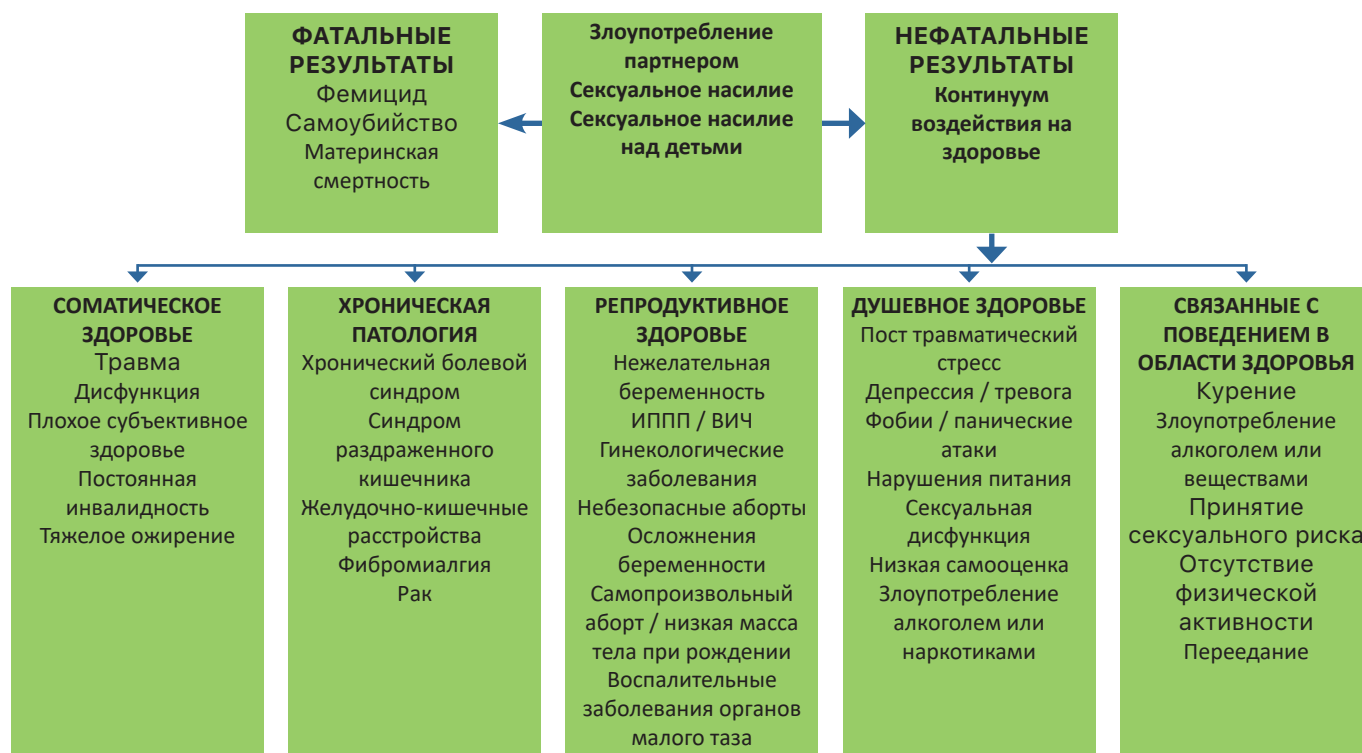 ФАТАЛЬНЫЕ
РЕЗУЛЬТАТЫ
Фемицид
Самоубийство
Материнская
смертность
Злоупотребление
партнером
Сексуальное насилие
Сексуальное насилие
над детьми
НЕФАТАЛЬНЫЕ
РЕЗУЛЬТАТЫ
Континуум
воздействия на
здоровье
СОМАТИЧЕСКОЕ
ЗДОРОВЬЕ
Травма
Дисфункция
Плохое субъективное
здоровье
Постоянная
инвалидность
Тяжелое ожирение
ХРОНИЧЕСКАЯ
ПАТОЛОГИЯ
Хронический болевой
синдром
Синдром
раздраженного
кишечника
Желудочно-кишечные
расстройства
Фибромиалгия
Рак
РЕПРОДУКТИВНОЕ
ЗДОРОВЬЕ
Нежелательная
беременность
ИППП / ВИЧ
Гинекологические
заболевания
Небезопасные аборты
Осложнения
беременности
Самопроизвольный
аборт / низкая масса
тела при рождении
Воспалительные
заболевания органов
малого таза
ДУШЕВНОЕ ЗДОРОВЬЕ
Пост травматический
стресс
Депрессия / тревога
Фобии / панические
атаки
Нарушения питания
Сексуальная
дисфункция
Низкая самооценка
Злоупотребление
алкоголем или
наркотиками
СВЯЗАННЫЕ С
ПОВЕДЕНИЕМ В
ОБЛАСТИ ЗДОРОВЬЯ
Курение
Злоупотребление
алкоголем или
веществами
Принятие
сексуального риска
Отсутствие
физической
активности
Переедание